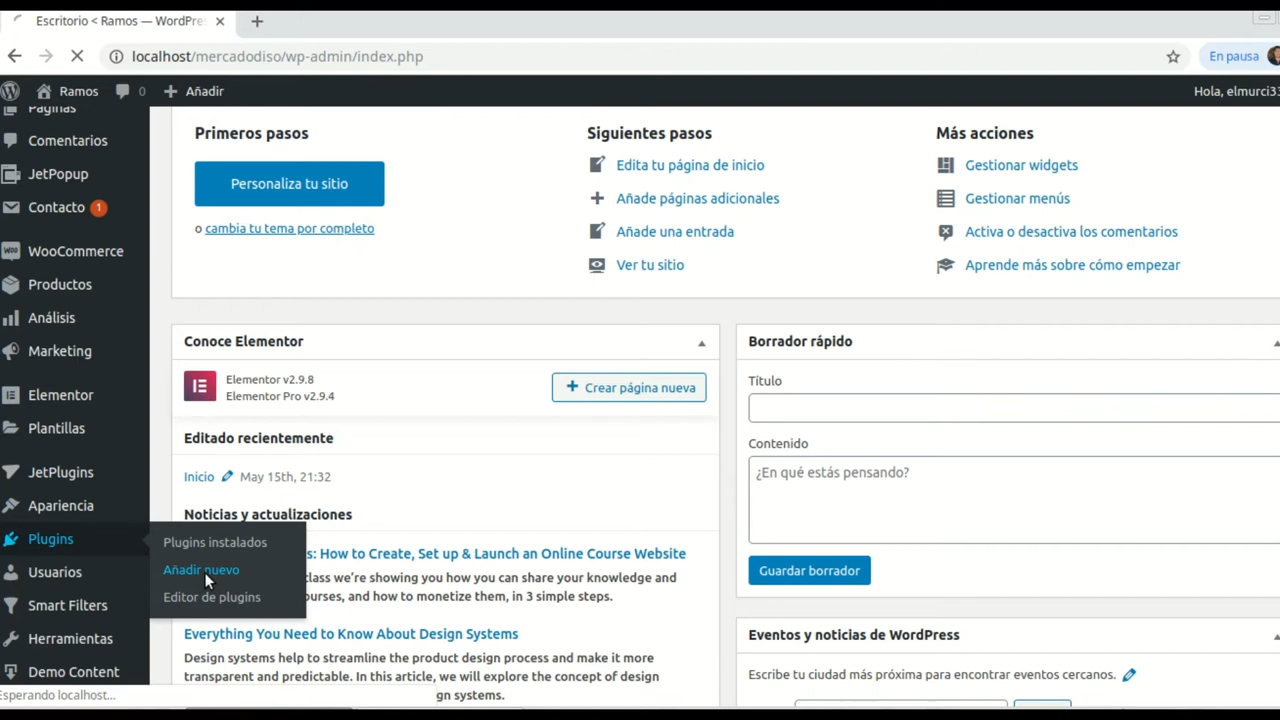 Escritorio < Ramos — WordPre
localhost/mercadodiso/wp-admin/index.php
En pausa
Ramos
0
Añadir
Hola, elmurci33
Páginas
Comentarios
JetPopup
Contacto 1
WooCommerce
Productos
Análisis
Marketing
Elementor
Plantillas
JetPlugins
Apariencia
Plugins
Usuarios
Smart Filters
Herramientas
Demo Content
Esperando localhost...
Plugins instalados
Añadir nuevo
Editor de plugins
Primeros pasos
Personaliza tu sitio
o cambia tu tema por completo
Siguientes pasos
Edita tu página de inicio
Añade páginas adicionales
Añade una entrada
Ver tu sitio
Más acciones
Gestionar widgets
Gestionar menús
Activa o desactiva los comentarios
Aprende más sobre cómo empezar
Conoce Elementor
Elementor v2.9.8
Elementor Pro v2.9.4
Crear página nueva
Editado recientemente
Inicio May 15th, 21:32
Noticias y actualizaciones
s: How to Create, Set up & Launch an Online Course Website
class we’re showing you how you can share your knowledge and
ourses, and how to monetize them, in 3 simple steps.
Everything You Need to Know About Design Systems
Design systems help to streamline the product design process and make it more
transparent and predictable. In this article, we will explore the concept of design
gn systems.
Borrador rápido
Título
Contenido
¿En qué estás pensando?
Guardar borrador
Eventos y noticias de WordPress
Escribe tu ciudad más próxima para encontrar eventos cercanos.